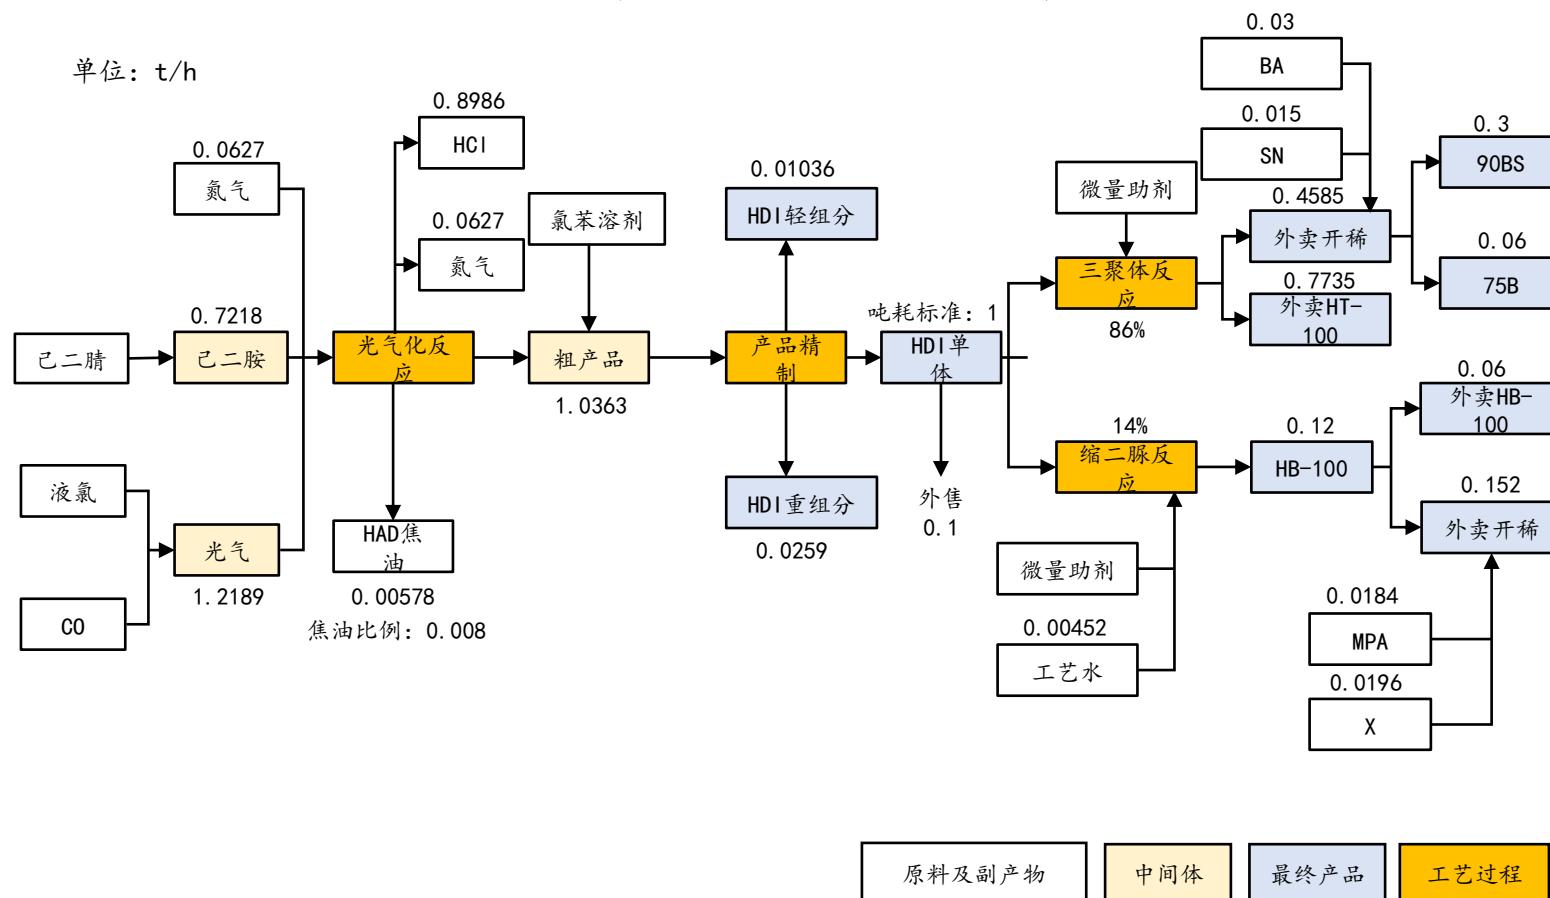 单位: t/h
0.03
BA
0.015
SN
0.8986
HCl
0.0627
氮气
0.0627
氮气
氯苯溶剂
0.01036
HDI轻组分
微量助剂
0.4585
外卖开稀
0.3
90BS
0.06
75B
三聚体反
应
86%
0.7735
外卖HT-
100
己二腈
0.7218
己二胺
光气化反
应
粗产品
1.0363
产品精
制
吨耗标准: 1
HDI单
体
外售
0.1
14%
缩二脲反
应
0.12
HB-100
0.06
外卖HB-
100
0.152
外卖开稀
液氯
CO
光气
1.2189
HAD焦
油
0.00578
焦油比例: 0.008
HDI重组分
0.0259
微量助剂
0.00452
工艺水
0.0184
MPA
0.0196
X
原料及副产物
中间体
最终产品
工艺过程